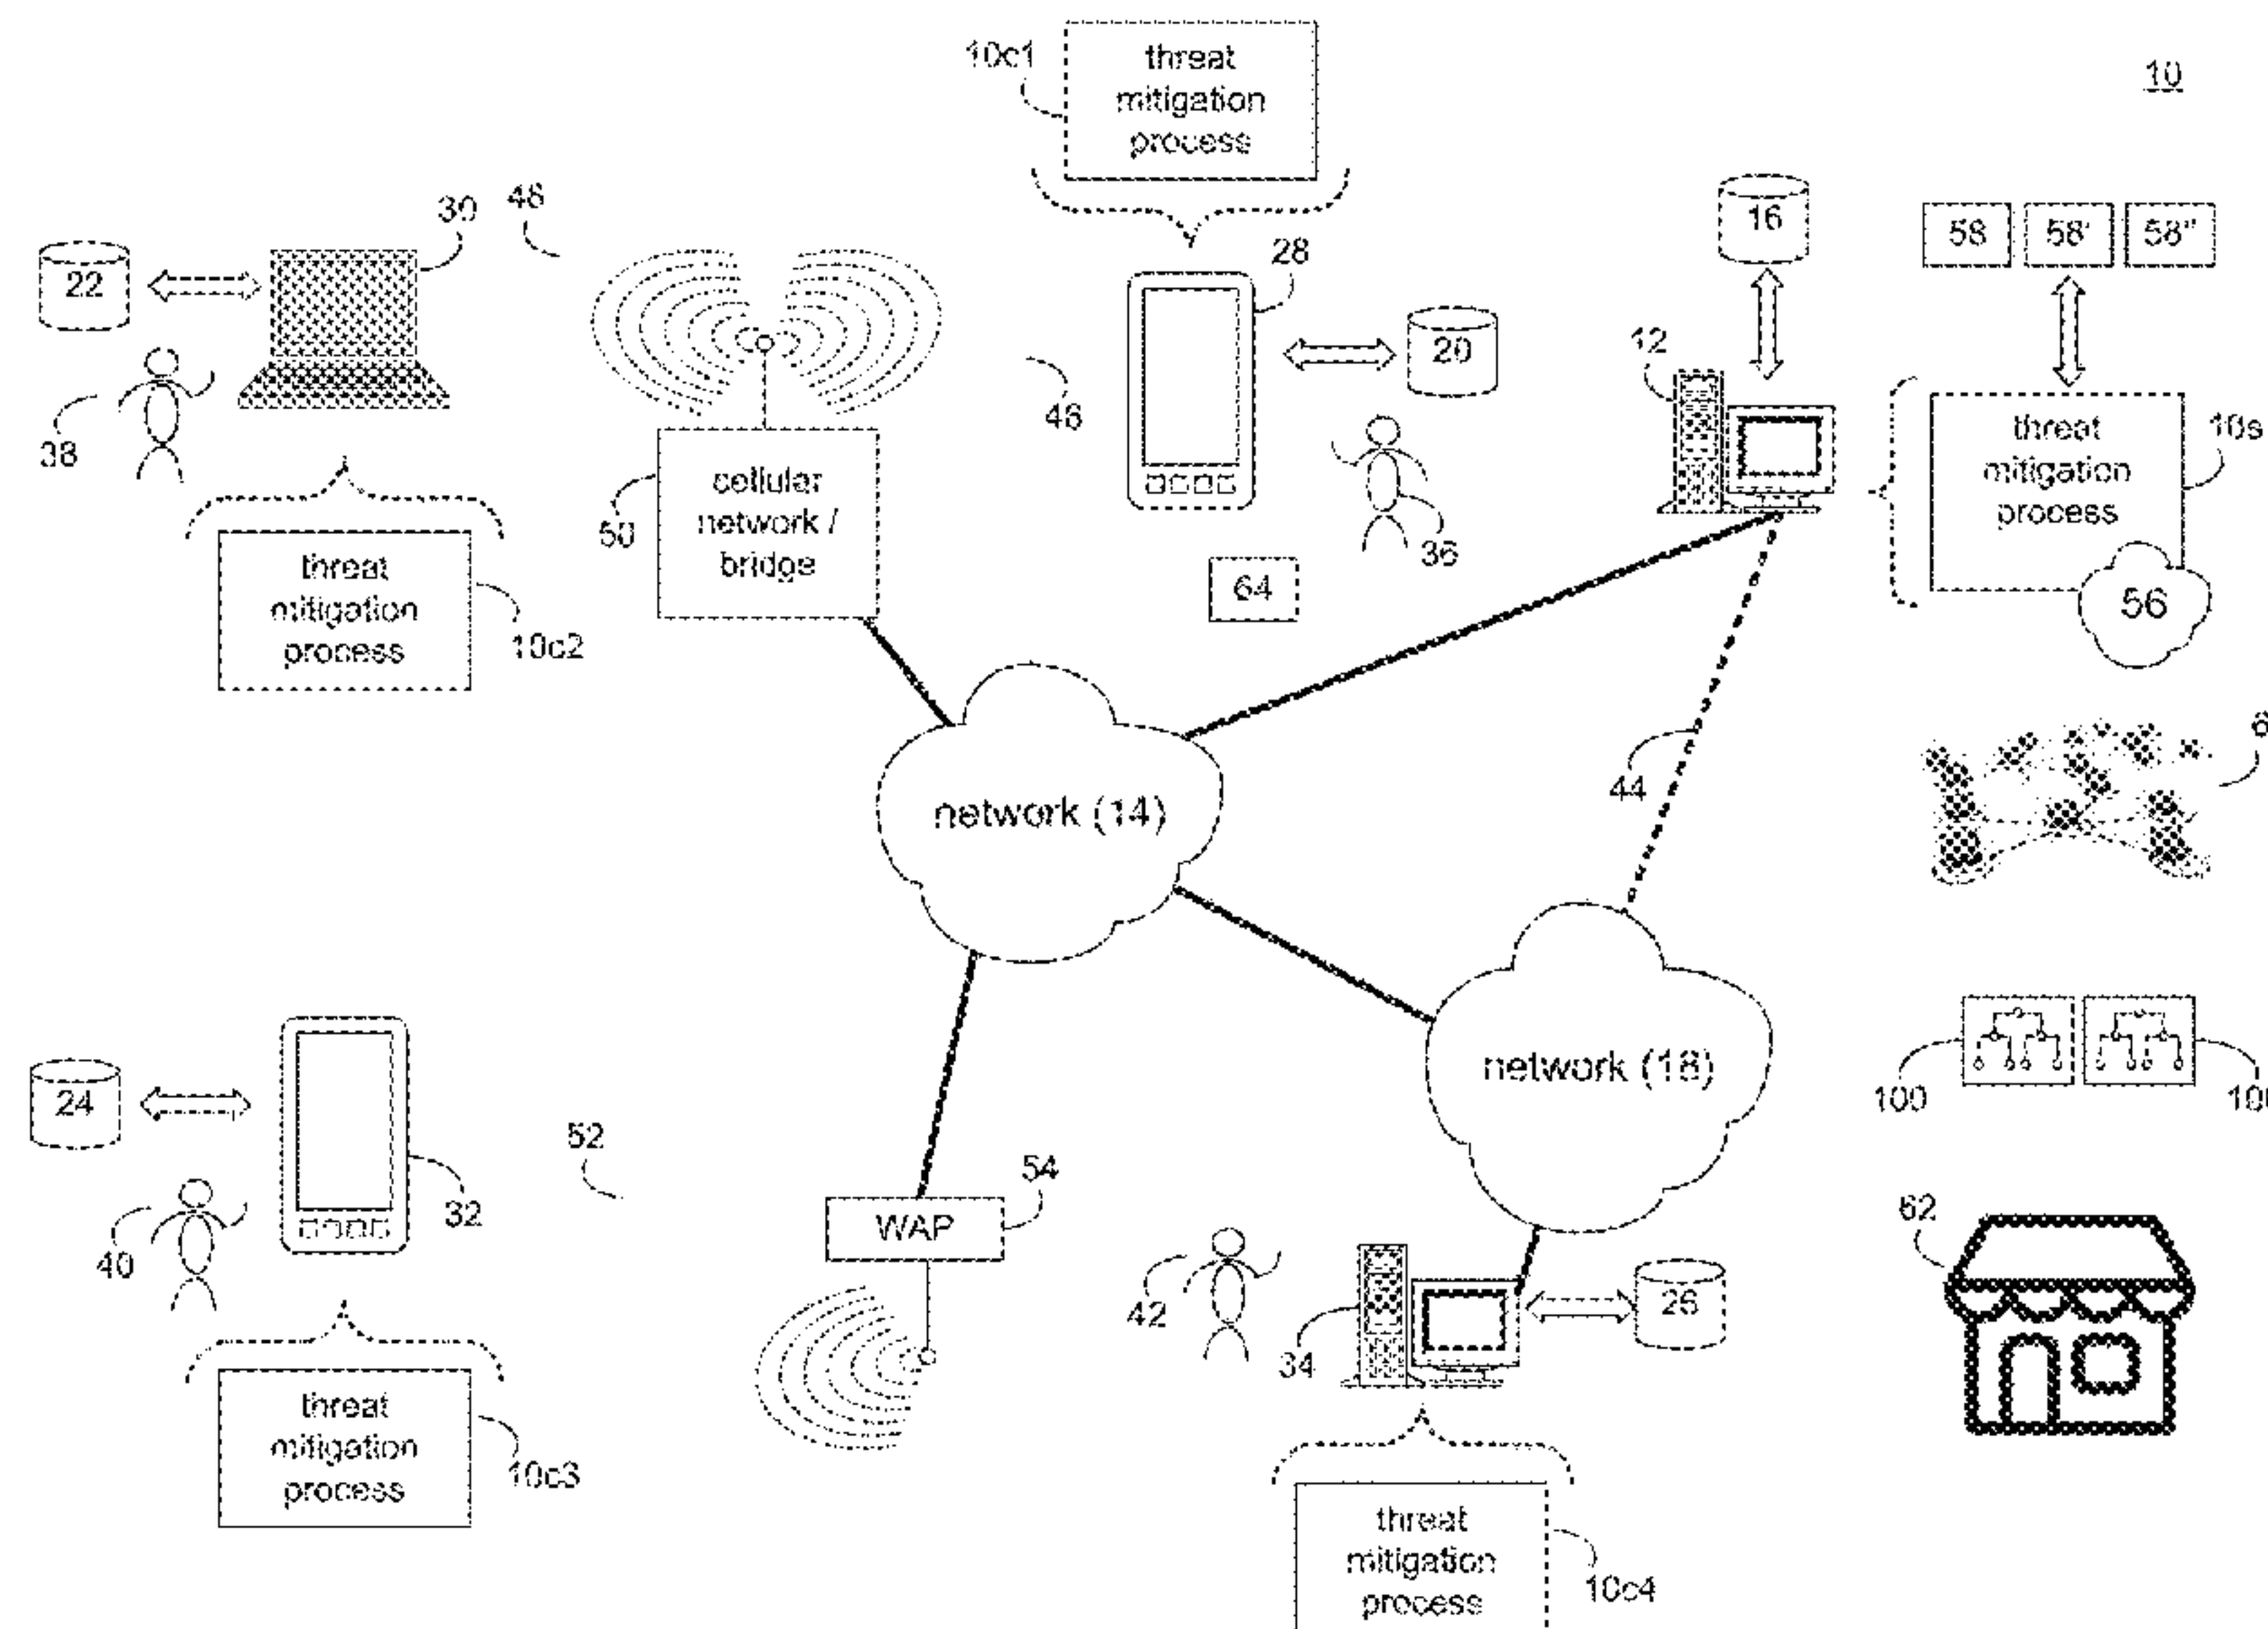 10c1
threat
mitigation
process
10
30
48
22
16
58
58'
58"
28
20
12
46
38
cellular
network /
bridge
50
36
threat
mitigation
process
10s
56
64
threat
mitigation
process
10c2
network (14)
44
network (18)
100
24
52
54
32
WAP
40
62
42
34
26
threat
mitigation
process
10c3
threat
mitigation
process
10c4